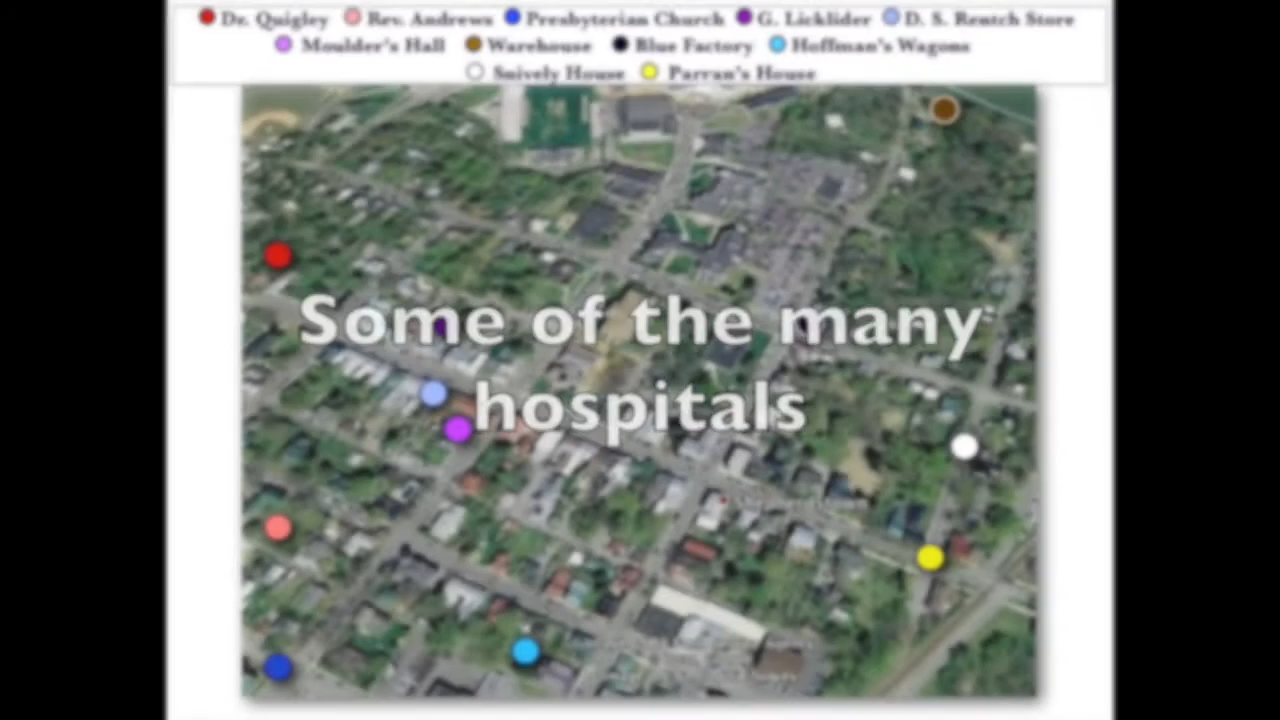 Dr. Quigley Rev. Andrews Presbyterian Church G. Licklider D. S. Rentch Store
Moulder's Hall Warehouse Blue Factory Hoffman's Wagons
Snively House Parran's House
Some of the many
hospitals